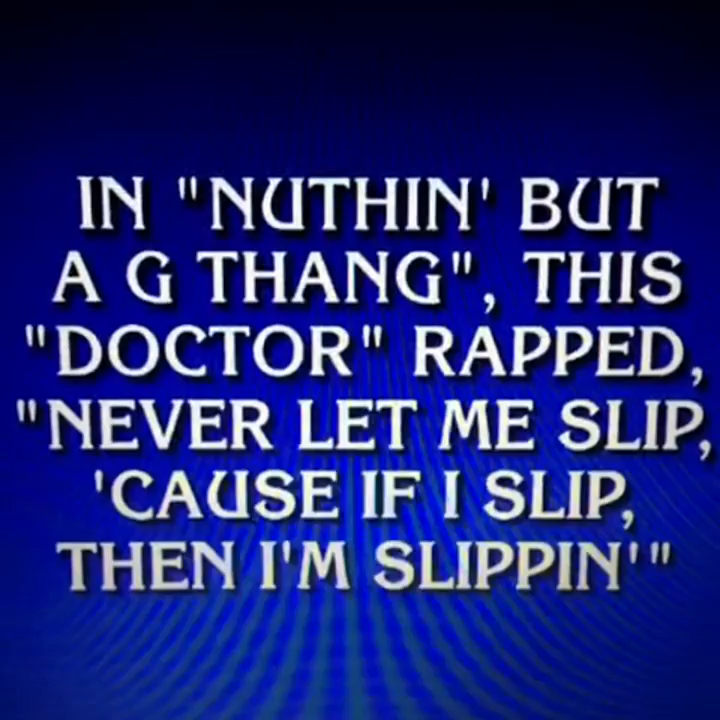 IN "NUTHIN' BUT
A G THANG", THIS
"DOCTOR" RAPPED,
"NEVER LET ME SLIP,
'CAUSE IF I SLIP,
THEN I'M SLIPPIN'"